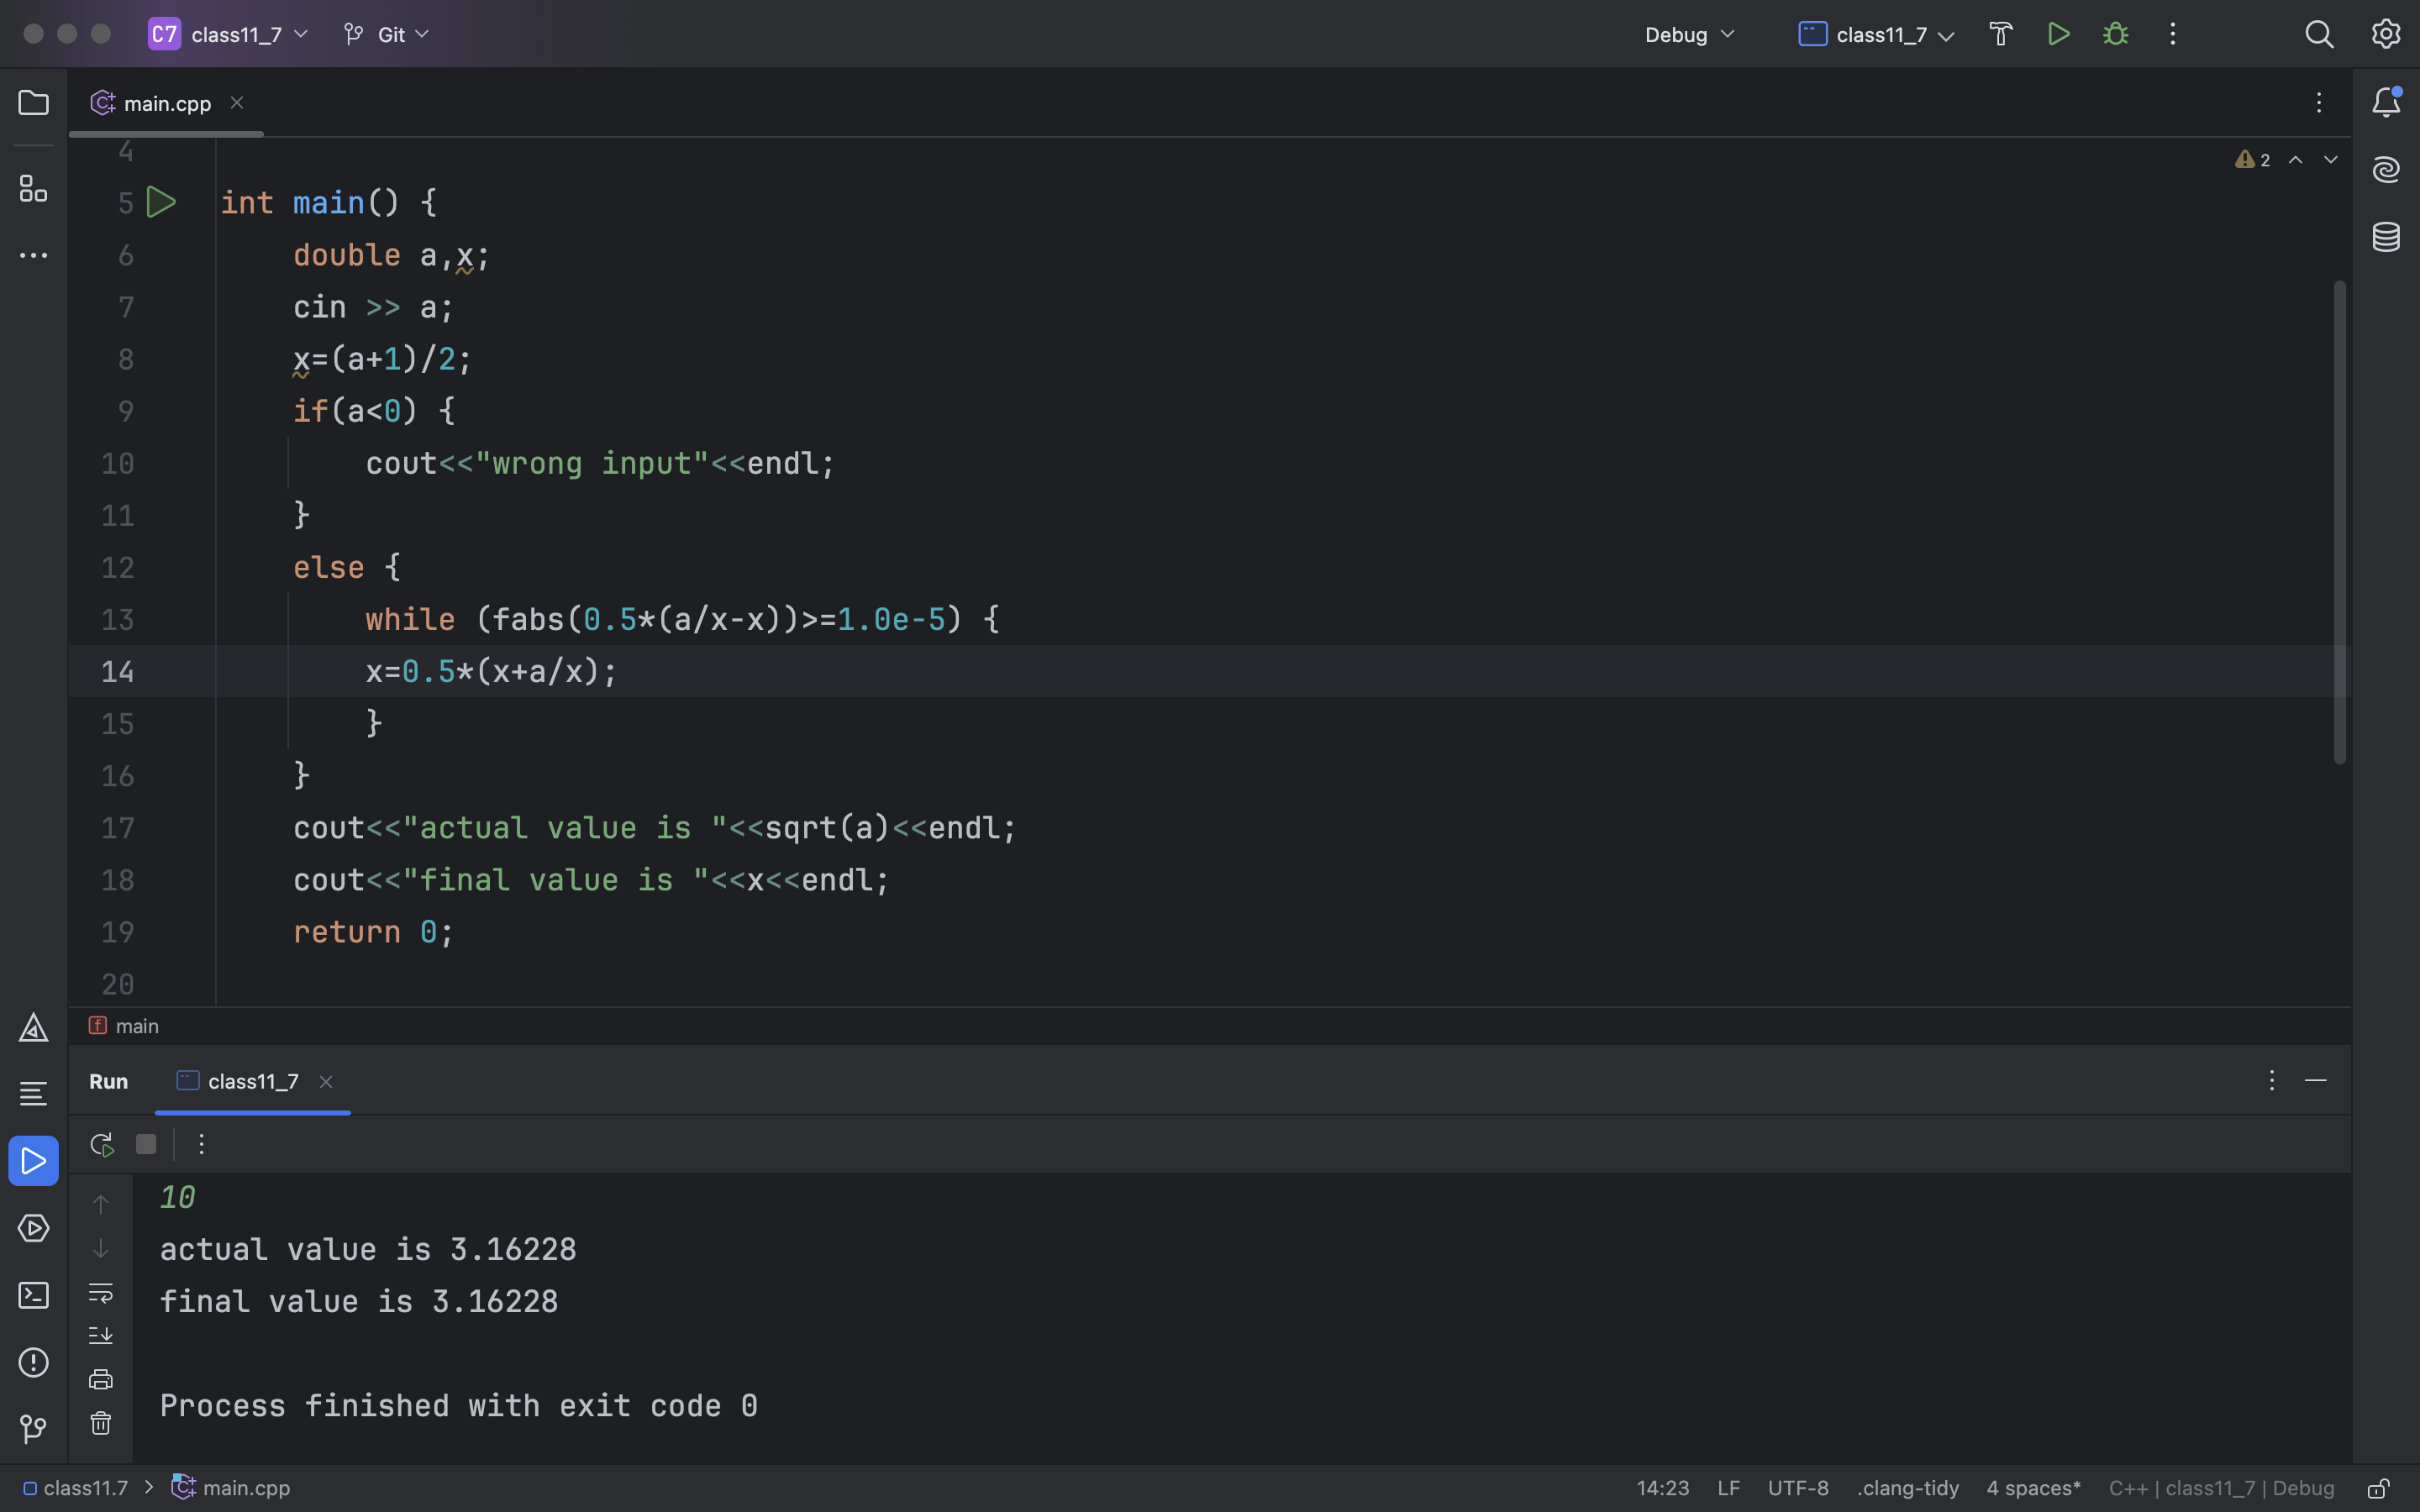 C7 class11_7 Git Debug class11_7
main.cpp
2
4
5 int main() {
6 double a,x;
7 cin >> a;
8 x=(a+1)/2;
9 if(a<0) {
10 cout<<"wrong input"<<endl;
11 }
12 else {
13 while (fabs(0.5*(a/x-x))>=1.0e-5) {
14 x=0.5*(x+a/x);
15 }
16 }
17 cout<<"actual value is "<<sqrt(a)<<endl;
18 cout<<"final value is "<<x<<endl;
19 return 0;
20
f main
Run class11_7
10
actual value is 3.16228
final value is 3.16228
Process finished with exit code 0
class11.7 > main.cpp 14:23 LF UTF-8 .clang-tidy 4 spaces* C++ | class11_7 | Debug